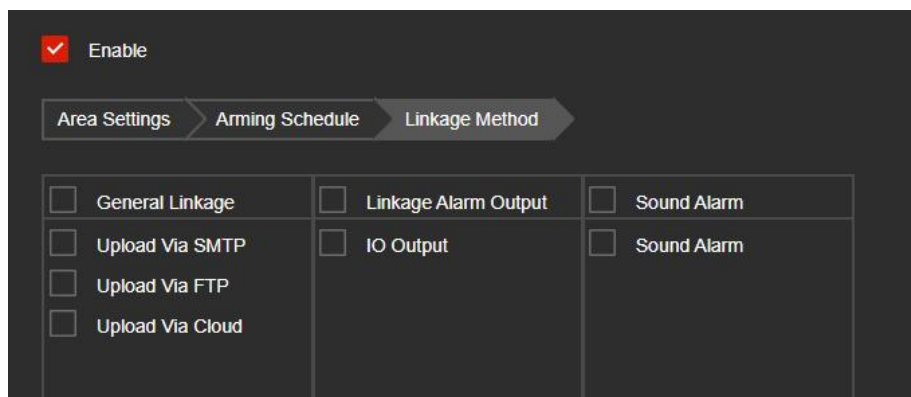 Enable
Area Settings Arming Schedule Linkage Method
General Linkage Linkage Alarm Output Sound Alarm
Upload Via SMTP IO Output Sound Alarm
Upload Via FTP
Upload Via Cloud